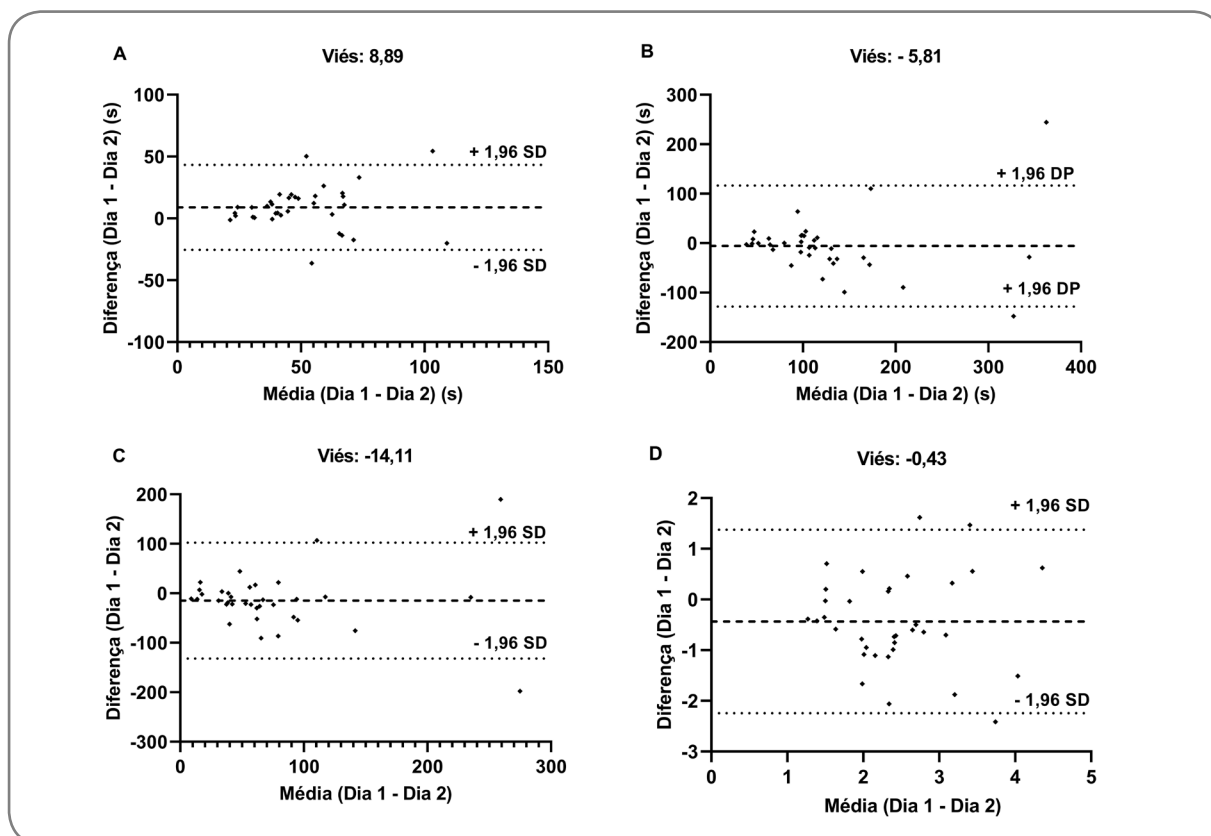 A
Viés: 8,89
Diferença (Dia 1 - Dia 2) (s)
100
50
0
-50
-100
+ 1,96 SD
- 1,96 SD
0
50
100
150
Média (Dia 1 - Dia 2) (s)
B
Viés: - 5,81
Diferença (Dia 1 - Dia 2) (s)
300
200
100
0
-100
-200
+ 1,96 DP
+ 1,96 DP
0
100
200
300
400
Média (Dia 1 - Dia 2) (s)
C
Viés: -14,11
Diferença (Dia 1 - Dia 2)
200
100
0
-100
-200
-300
+ 1,96 SD
- 1,96 SD
0
100
200
300
Média (Dia 1 - Dia 2)
D
Viés: -0,43
Diferença (Dia 1 - Dia 2)
2
1
0
-1
-2
-3
+ 1,96 SD
- 1,96 SD
0
1
2
3
4
5
Média (Dia 1 - Dia 2)